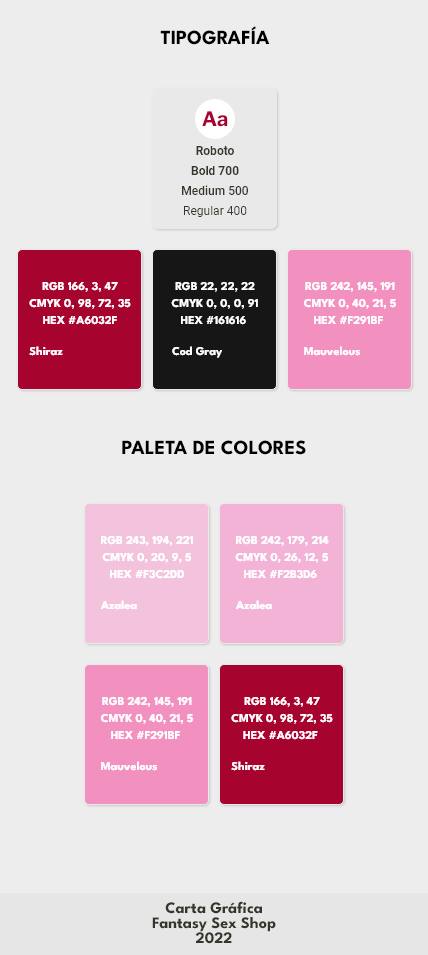 TIPOGRAFÍA
Aa
Roboto
Bold 700
Medium 500
Regular 400
RGB 166, 3, 47
CMYK 0, 98, 72, 35
HEX #A6032F
Shiraz
RGB 22, 22, 22
CMYK 0, 0, 0, 91
HEX #161616
Cod Gray
RGB 242, 145, 191
CMYK 0, 40, 21, 5
HEX #F291BF
Mauvelous
PALETA DE COLORES
RGB 243, 194, 221
CMYK 0, 20, 9, 5
HEX #F3C2DD
Azalea
RGB 242, 179, 214
CMYK 0, 26, 12, 5
HEX #F2B3D6
Azalea
RGB 242, 145, 191
CMYK 0, 40, 21, 5
HEX #F291BF
Mauvelous
RGB 166, 3, 47
CMYK 0, 98, 72, 35
HEX #A6032F
Shiraz
Carta Gráfica
Fantasy Sex Shop
2022